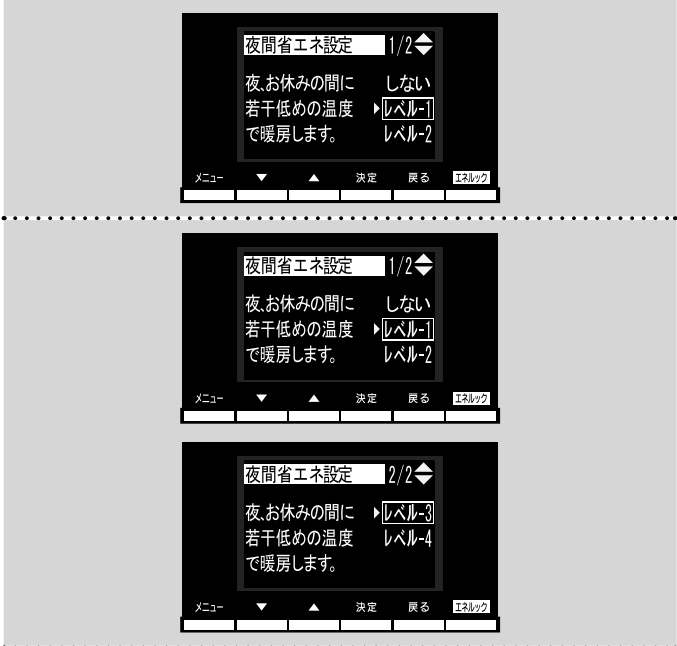 夜間省エネ設定 1/2
夜、お休みの間に しない
若干低めの温度 レベル-1
で暖房します。 レベル-2
メニュー ▼ ▲ 決定 戻る エネルック
夜間省エネ設定 1/2
夜、お休みの間に しない
若干低めの温度 レベル-1
で暖房します。 レベル-2
メニュー ▼ ▲ 決定 戻る エネルック
夜間省エネ設定 2/2
夜、お休みの間に レベル-3
若干低めの温度 レベル-4
で暖房します。
メニュー ▼ ▲ 決定 戻る エネルック